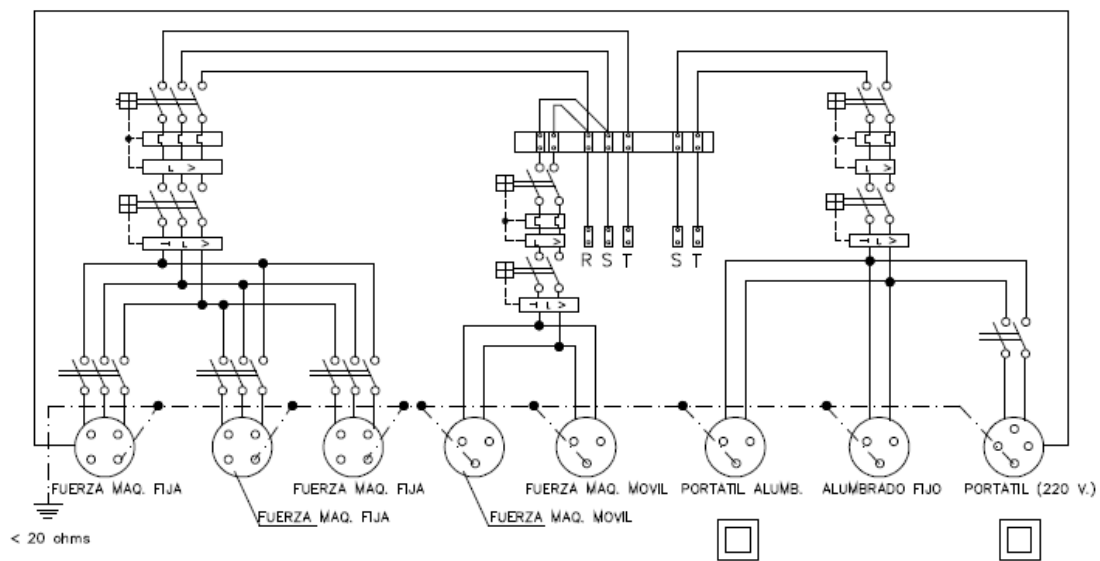 R S T S T
FUERZA MAQ. FIJA
FUERZA MAQ. FIJA
FUERZA MAQ. MOVIL
PORTATIL ALUMB.
ALUMBRADO FIJO
PORTATIL (220 V.)
FUERZA MAQ. FIJA
FUERZA MAQ. MOVIL
< 20 ohms